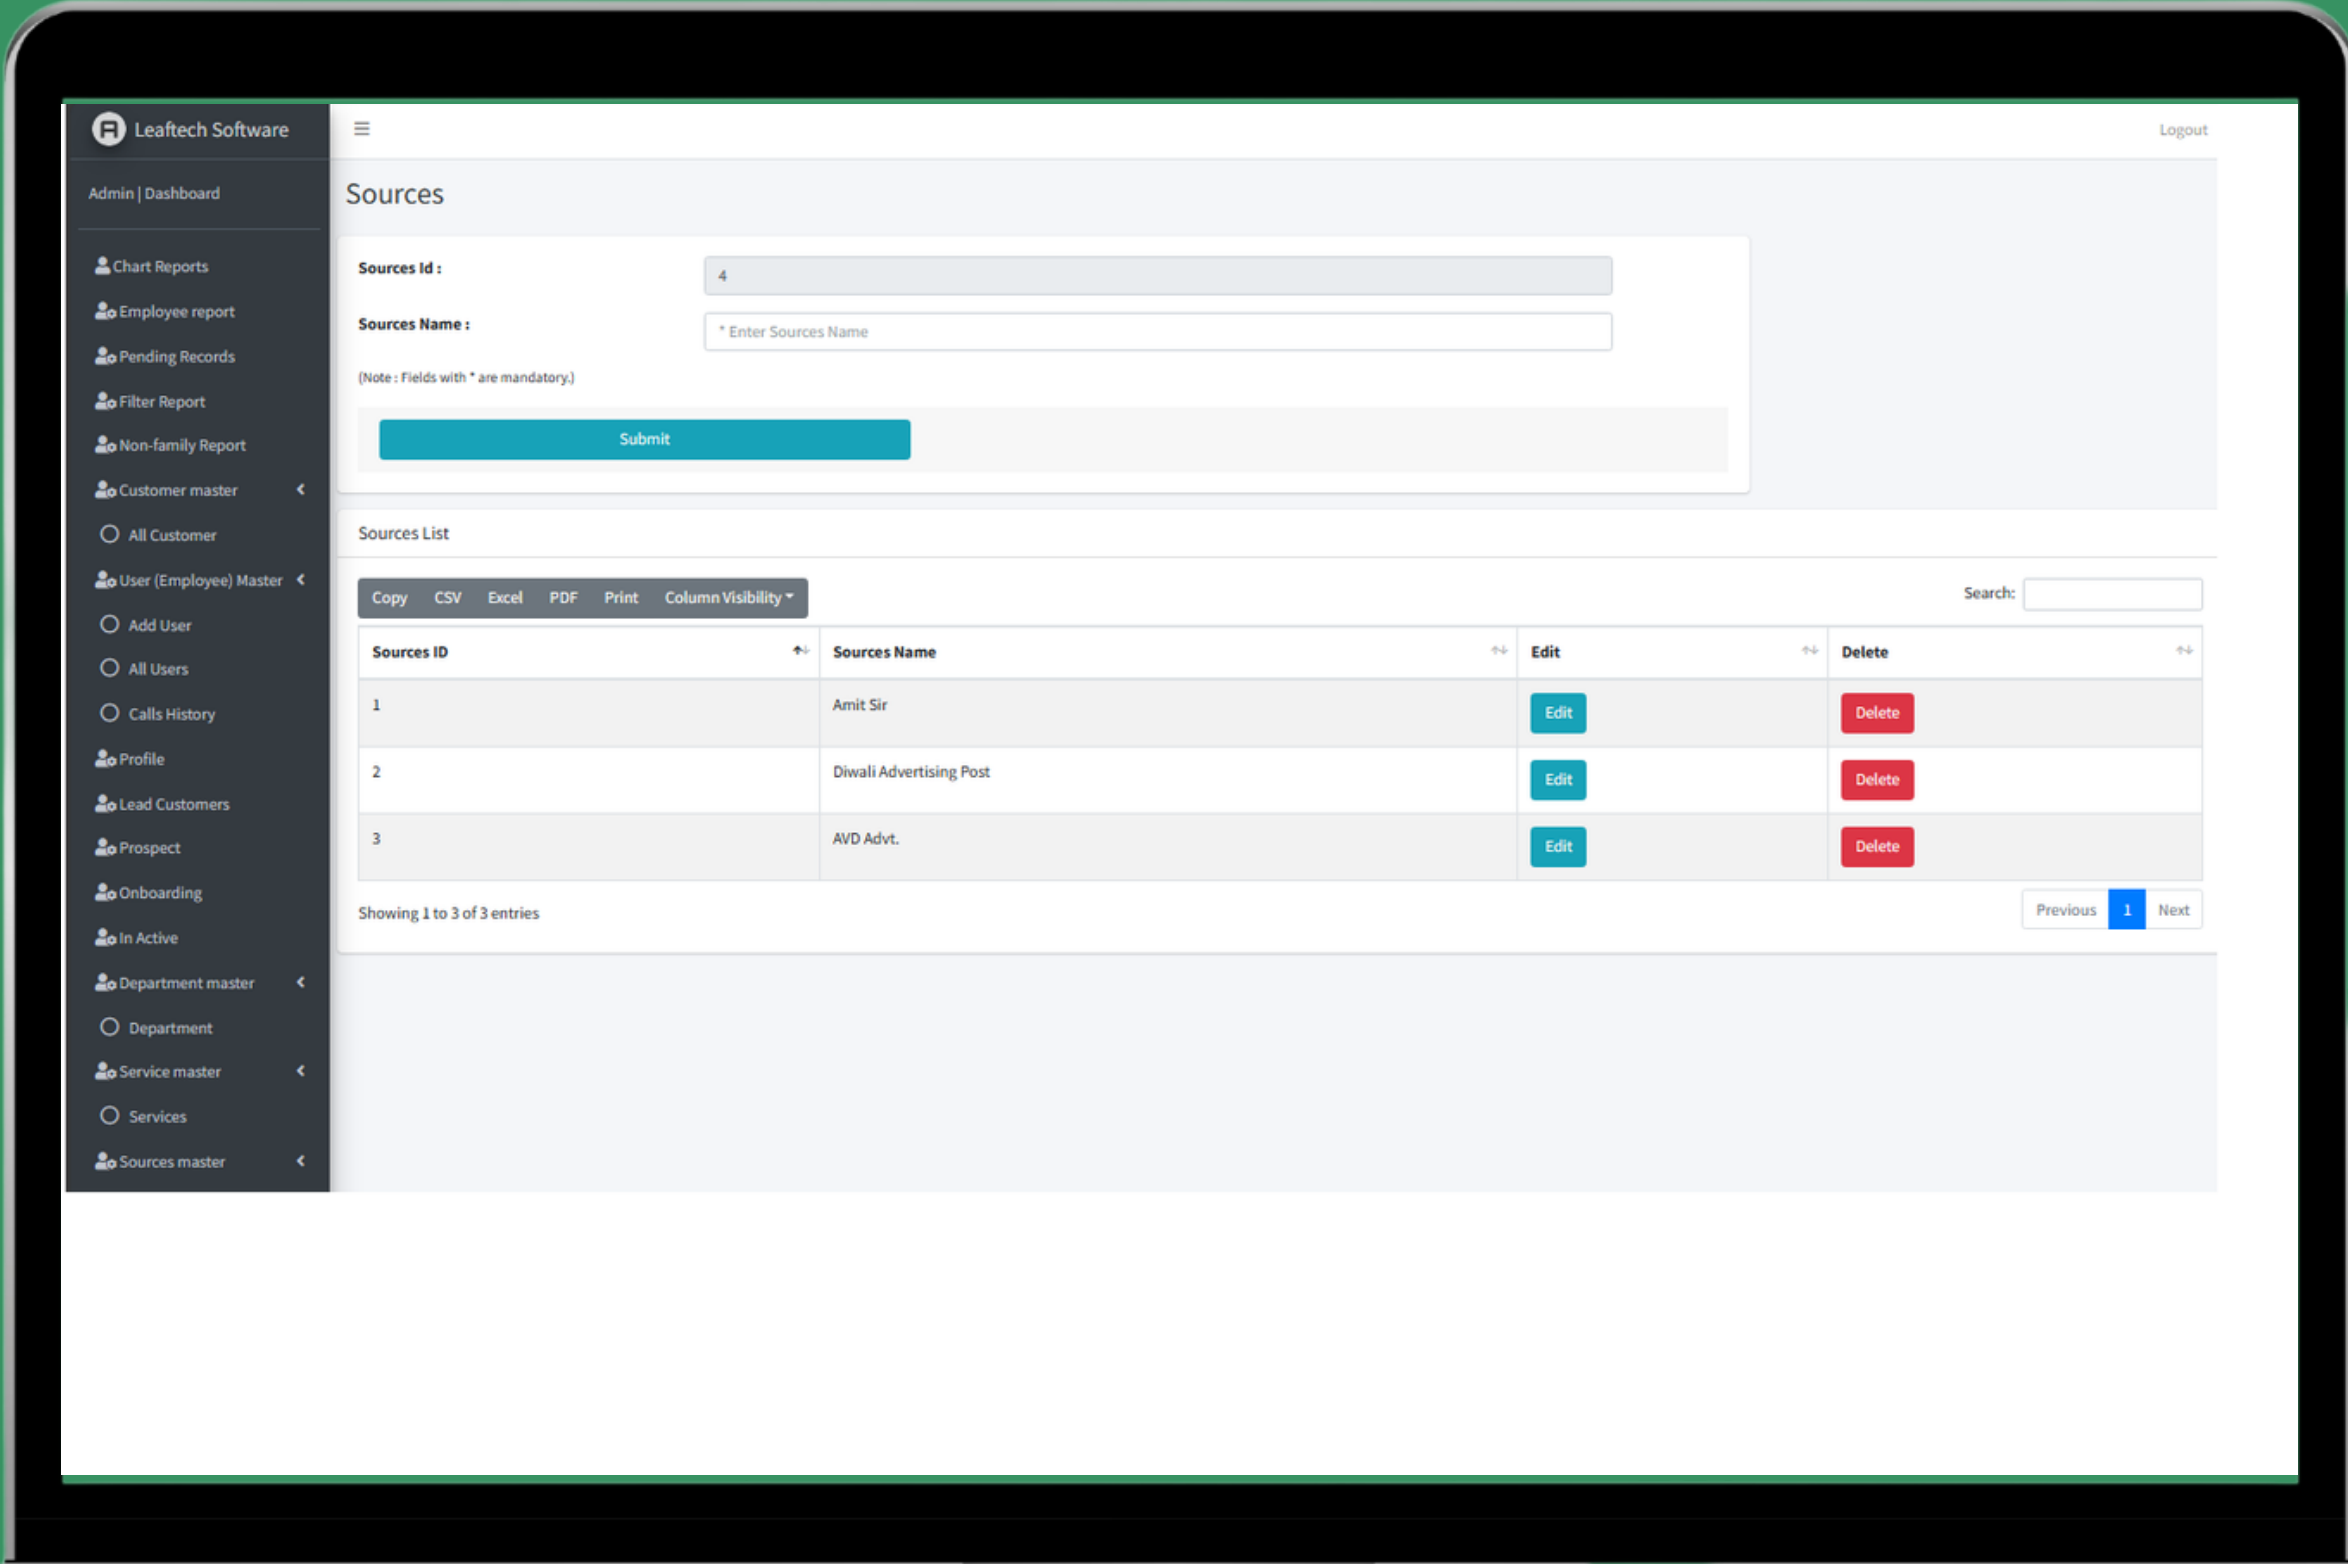 Leaftech Software
Logout
Admin | Dashboard
Chart Reports
Employee report
Pending Records
Filter Report
Non-family Report
Customer master
All Customer
User (Employee) Master
Add User
All Users
Calls History
Profile
Lead Customers
Prospect
Onboarding
In Active
Department master
Department
Service master
Services
Sources master
Sources
Sources Id :
4
Sources Name :
* Enter Sources Name
(Note : Fields with * are mandatory.)
Submit
Sources List
Copy CSV Excel PDF Print Column Visibility
Search:
Sources ID Sources Name Edit Delete
1 Amit Sir Edit Delete
2 Diwali Advertising Post Edit Delete
3 AVD Advt. Edit Delete
Showing 1 to 3 of 3 entries
Previous 1 Next